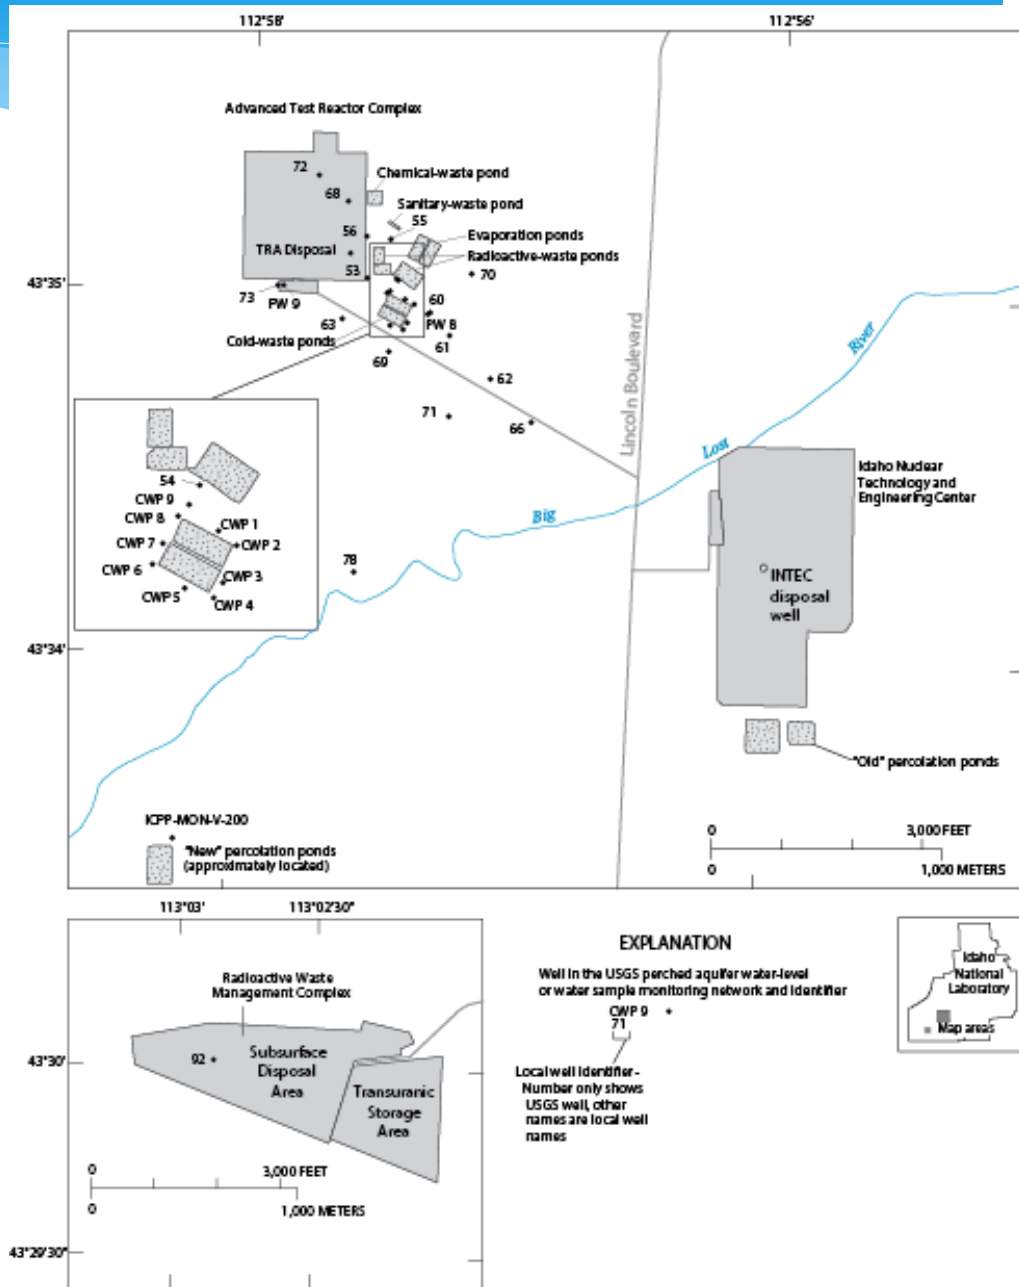 112°58'
112°56'
Advanced Test Reactor Complex
72
Chemical-waste pond
68
Sanitary-waste pond
55
56
Evaporation ponds
TRA Disposal
Radioactive-waste ponds
53
70
43°35'
73
PW 9
60
63
PW 8
Cold-waste ponds
61
69
62
71
66
Lincoln Boulevard
River
Lost
Big
54
CWP 9
CWP 8
CWP 1
CWP 7
CWP 2
CWP 6
CWP 3
CWP 5
CWP 4
78
Idaho Nuclear
Technology and
Engineering Center
INTEC
disposal
well
43°34'
"Old" percolation ponds
ICPP-MON-V-200
"New" percolation ponds
(approximately located)
0
3,000 FEET
0
1,000 METERS
113°03'
113°02'30"
Radioactive Waste
Management Complex
43°30'
92
Subsurface
Disposal
Area
Transuranic
Storage
Area
0
3,000 FEET
0
1,000 METERS
43°29'30"
EXPLANATION
Well in the USGS perched aquifer water-level
or water sample monitoring network and identifier
CWP 9
71
Local well identifier-
Number only shows
USGS well, other
names are local well
names
Idaho
National
Laboratory
Map areas